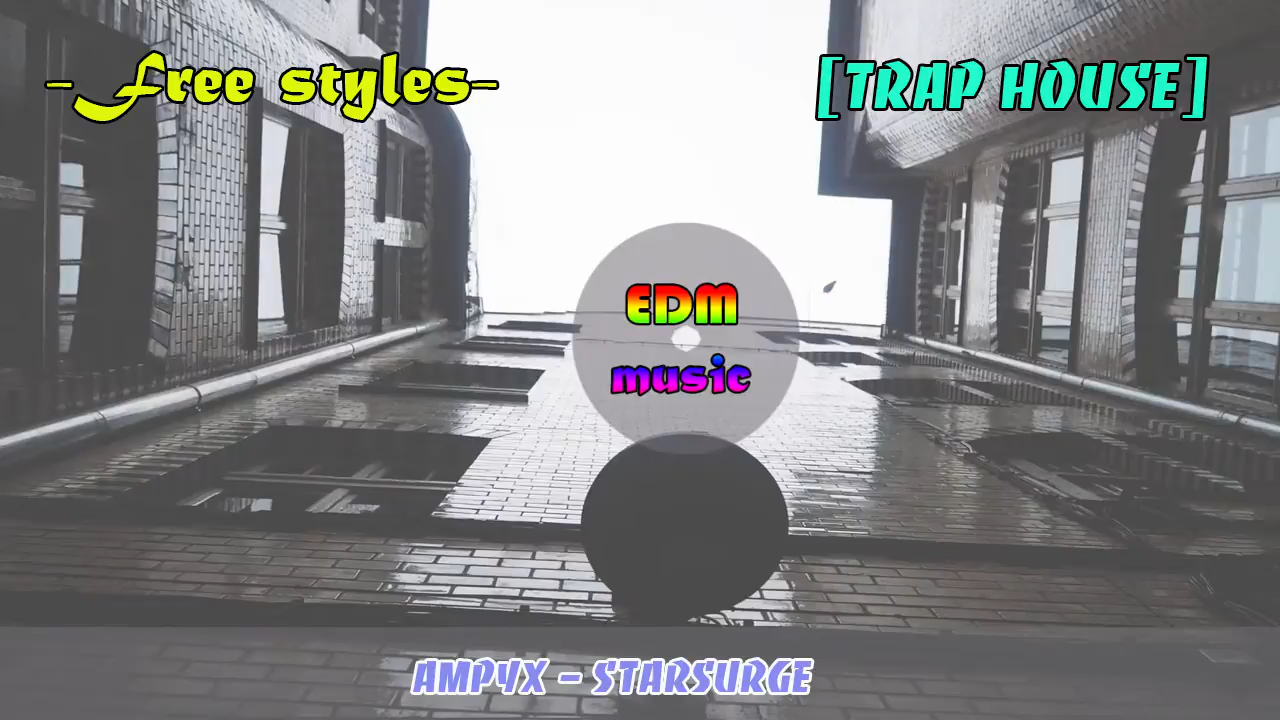 -Free styles-
[TRAP HOUSE]
EDM
music
AMPYX - STARSURGE